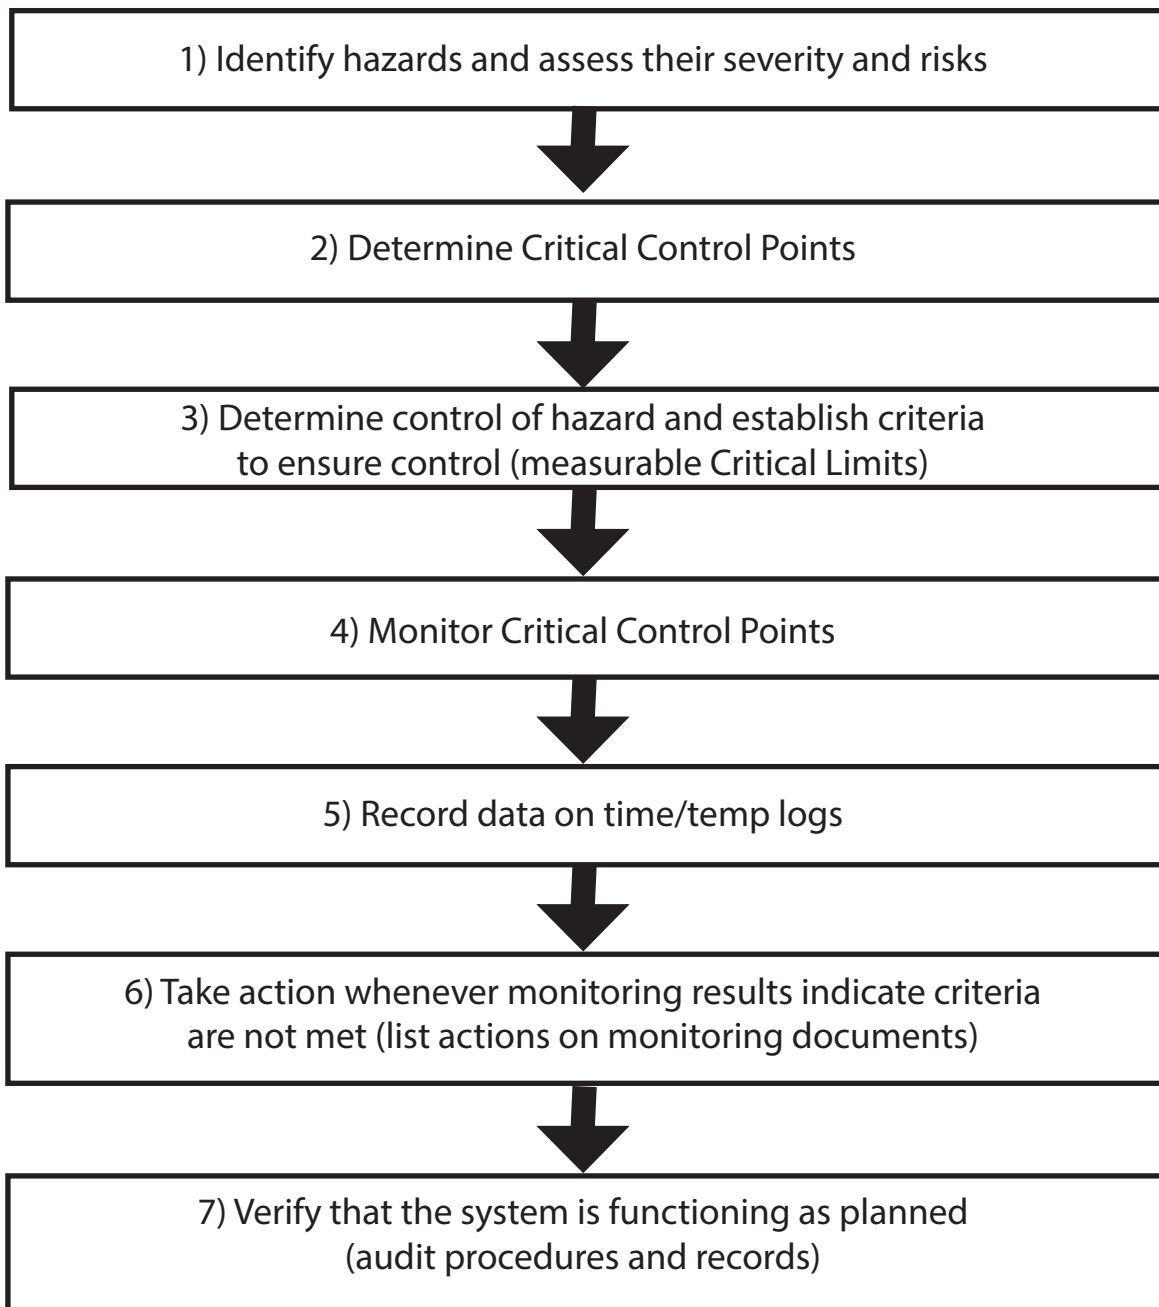 1) Identify hazards and assess their severity and risks
2) Determine Critical Control Points
3) Determine control of hazard and establish criteria
to ensure control (measurable Critical Limits)
4) Monitor Critical Control Points
5) Record data on time/temp logs
6) Take action whenever monitoring results indicate criteria
are not met (list actions on monitoring documents)
7) Verify that the system is functioning as planned
(audit procedures and records)